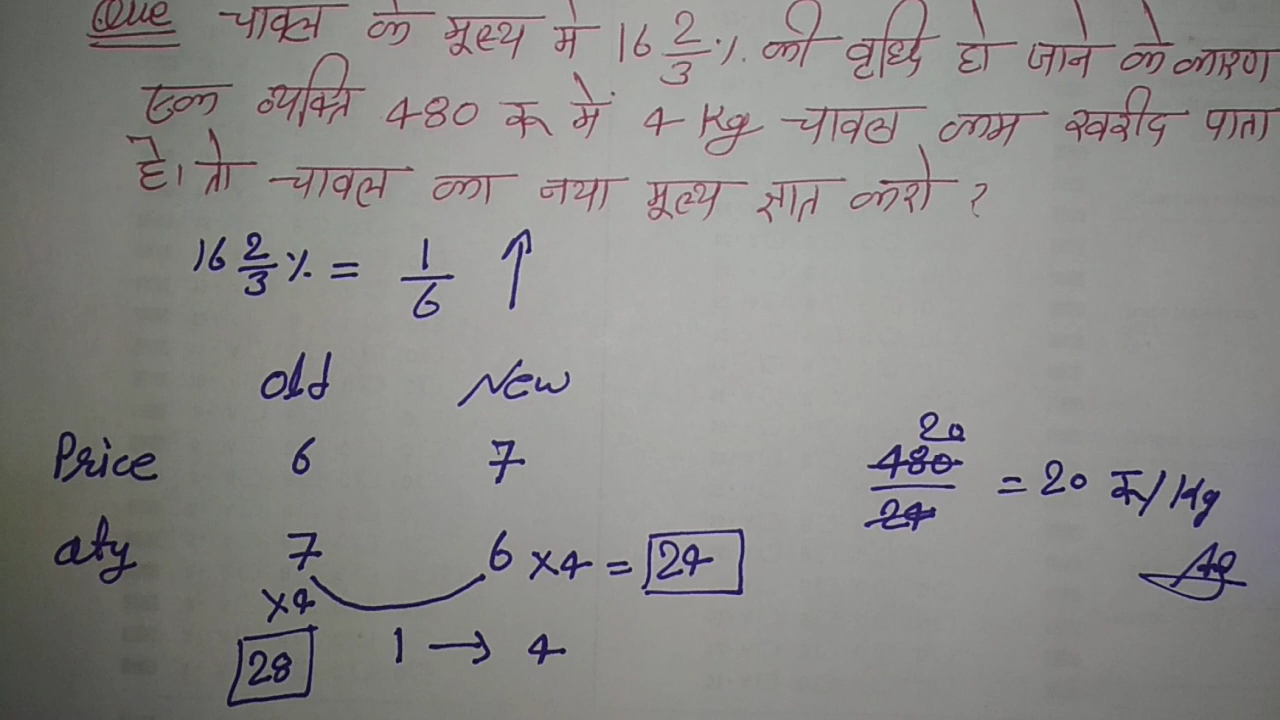 Que चावल के मूल्य मे 16 2/3 % की वृध्दि हो जाने के कारण
एक व्यक्ति 480 रू में 4 Kg चावल कम खरीद पाता
है। तो चावल का नया मूल्य ज्ञात करो ?
16 2/3 % = 1/6 ↑
Old New
Price 6 7
20
480/24 = 20 रू/Kg
qty 7 6 ×4 = 24
×4
28 1 → 4